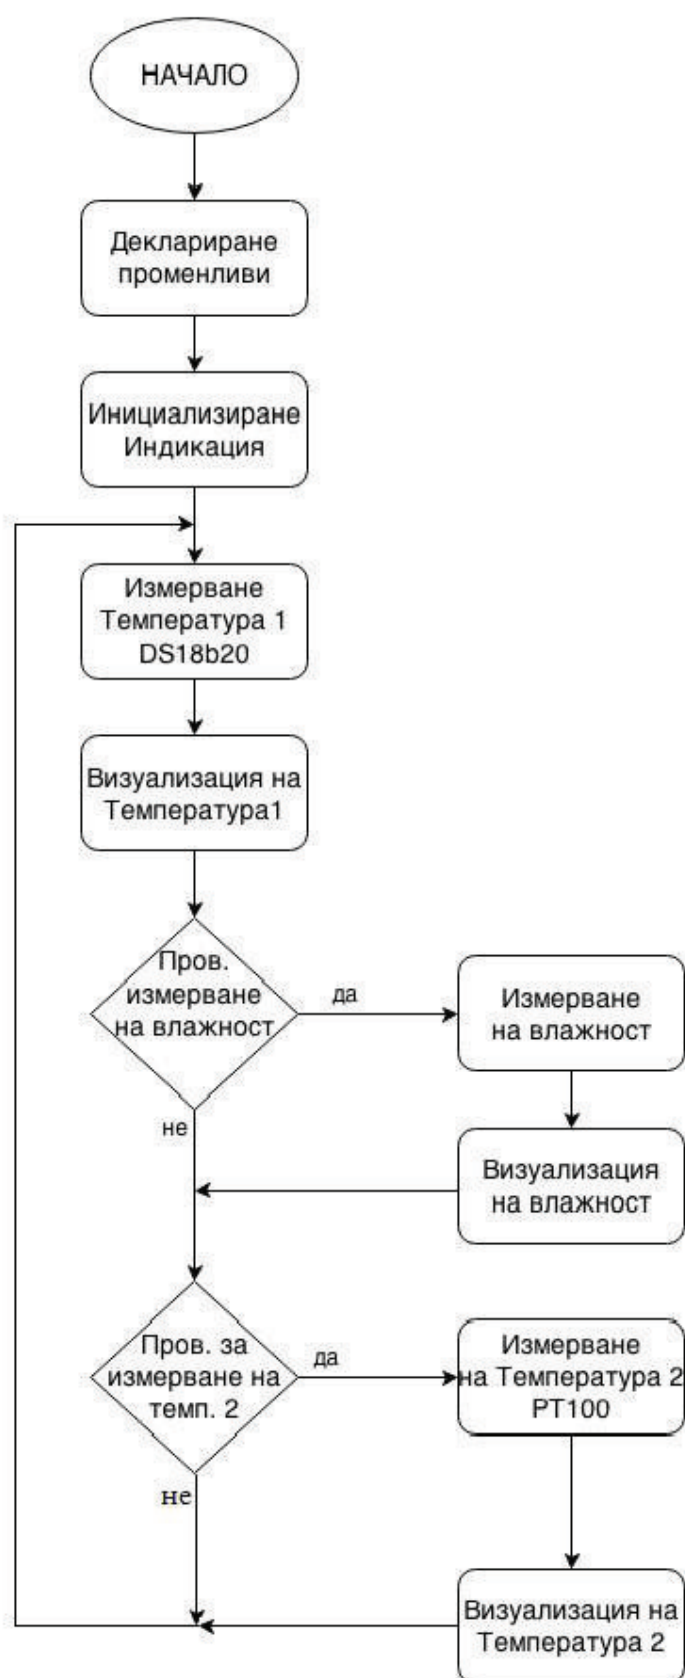 НАЧАЛО
Деклариране
променливи
Инициализиране
Индикация
Измерване
Температура 1
DS18b20
Визуализация на
Температура1
Пров.
измерване
на влажност
да
Измерване
на влажност
не
Визуализация
на влажност
Пров. за
измерване на
темп. 2
да
Измерване
на Температура 2
PT100
не
Визуализация на
Температура 2